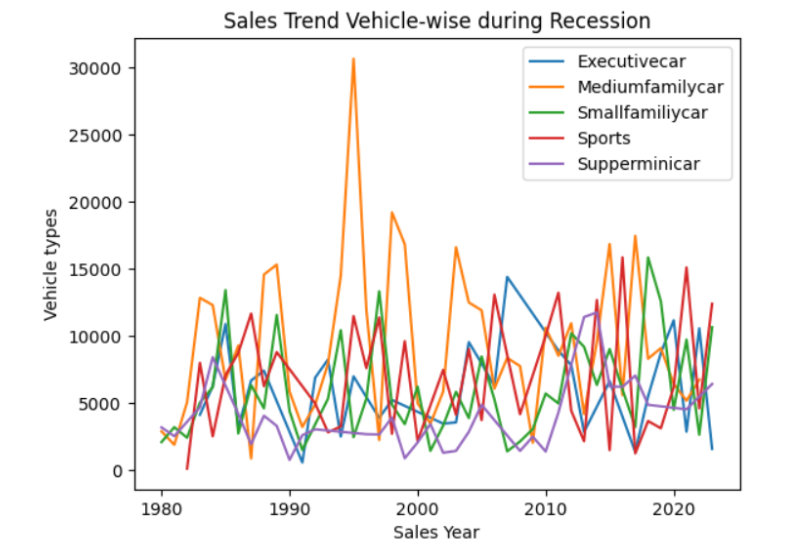 Sales Trend Vehicle-wise during Recession
Executivecar
Mediumfamilycar
Smallfamiliycar
Sports
Supperminicar
30000
25000
20000
15000
10000
5000
0
Vehicle types
1980 1990 2000 2010 2020
Sales Year